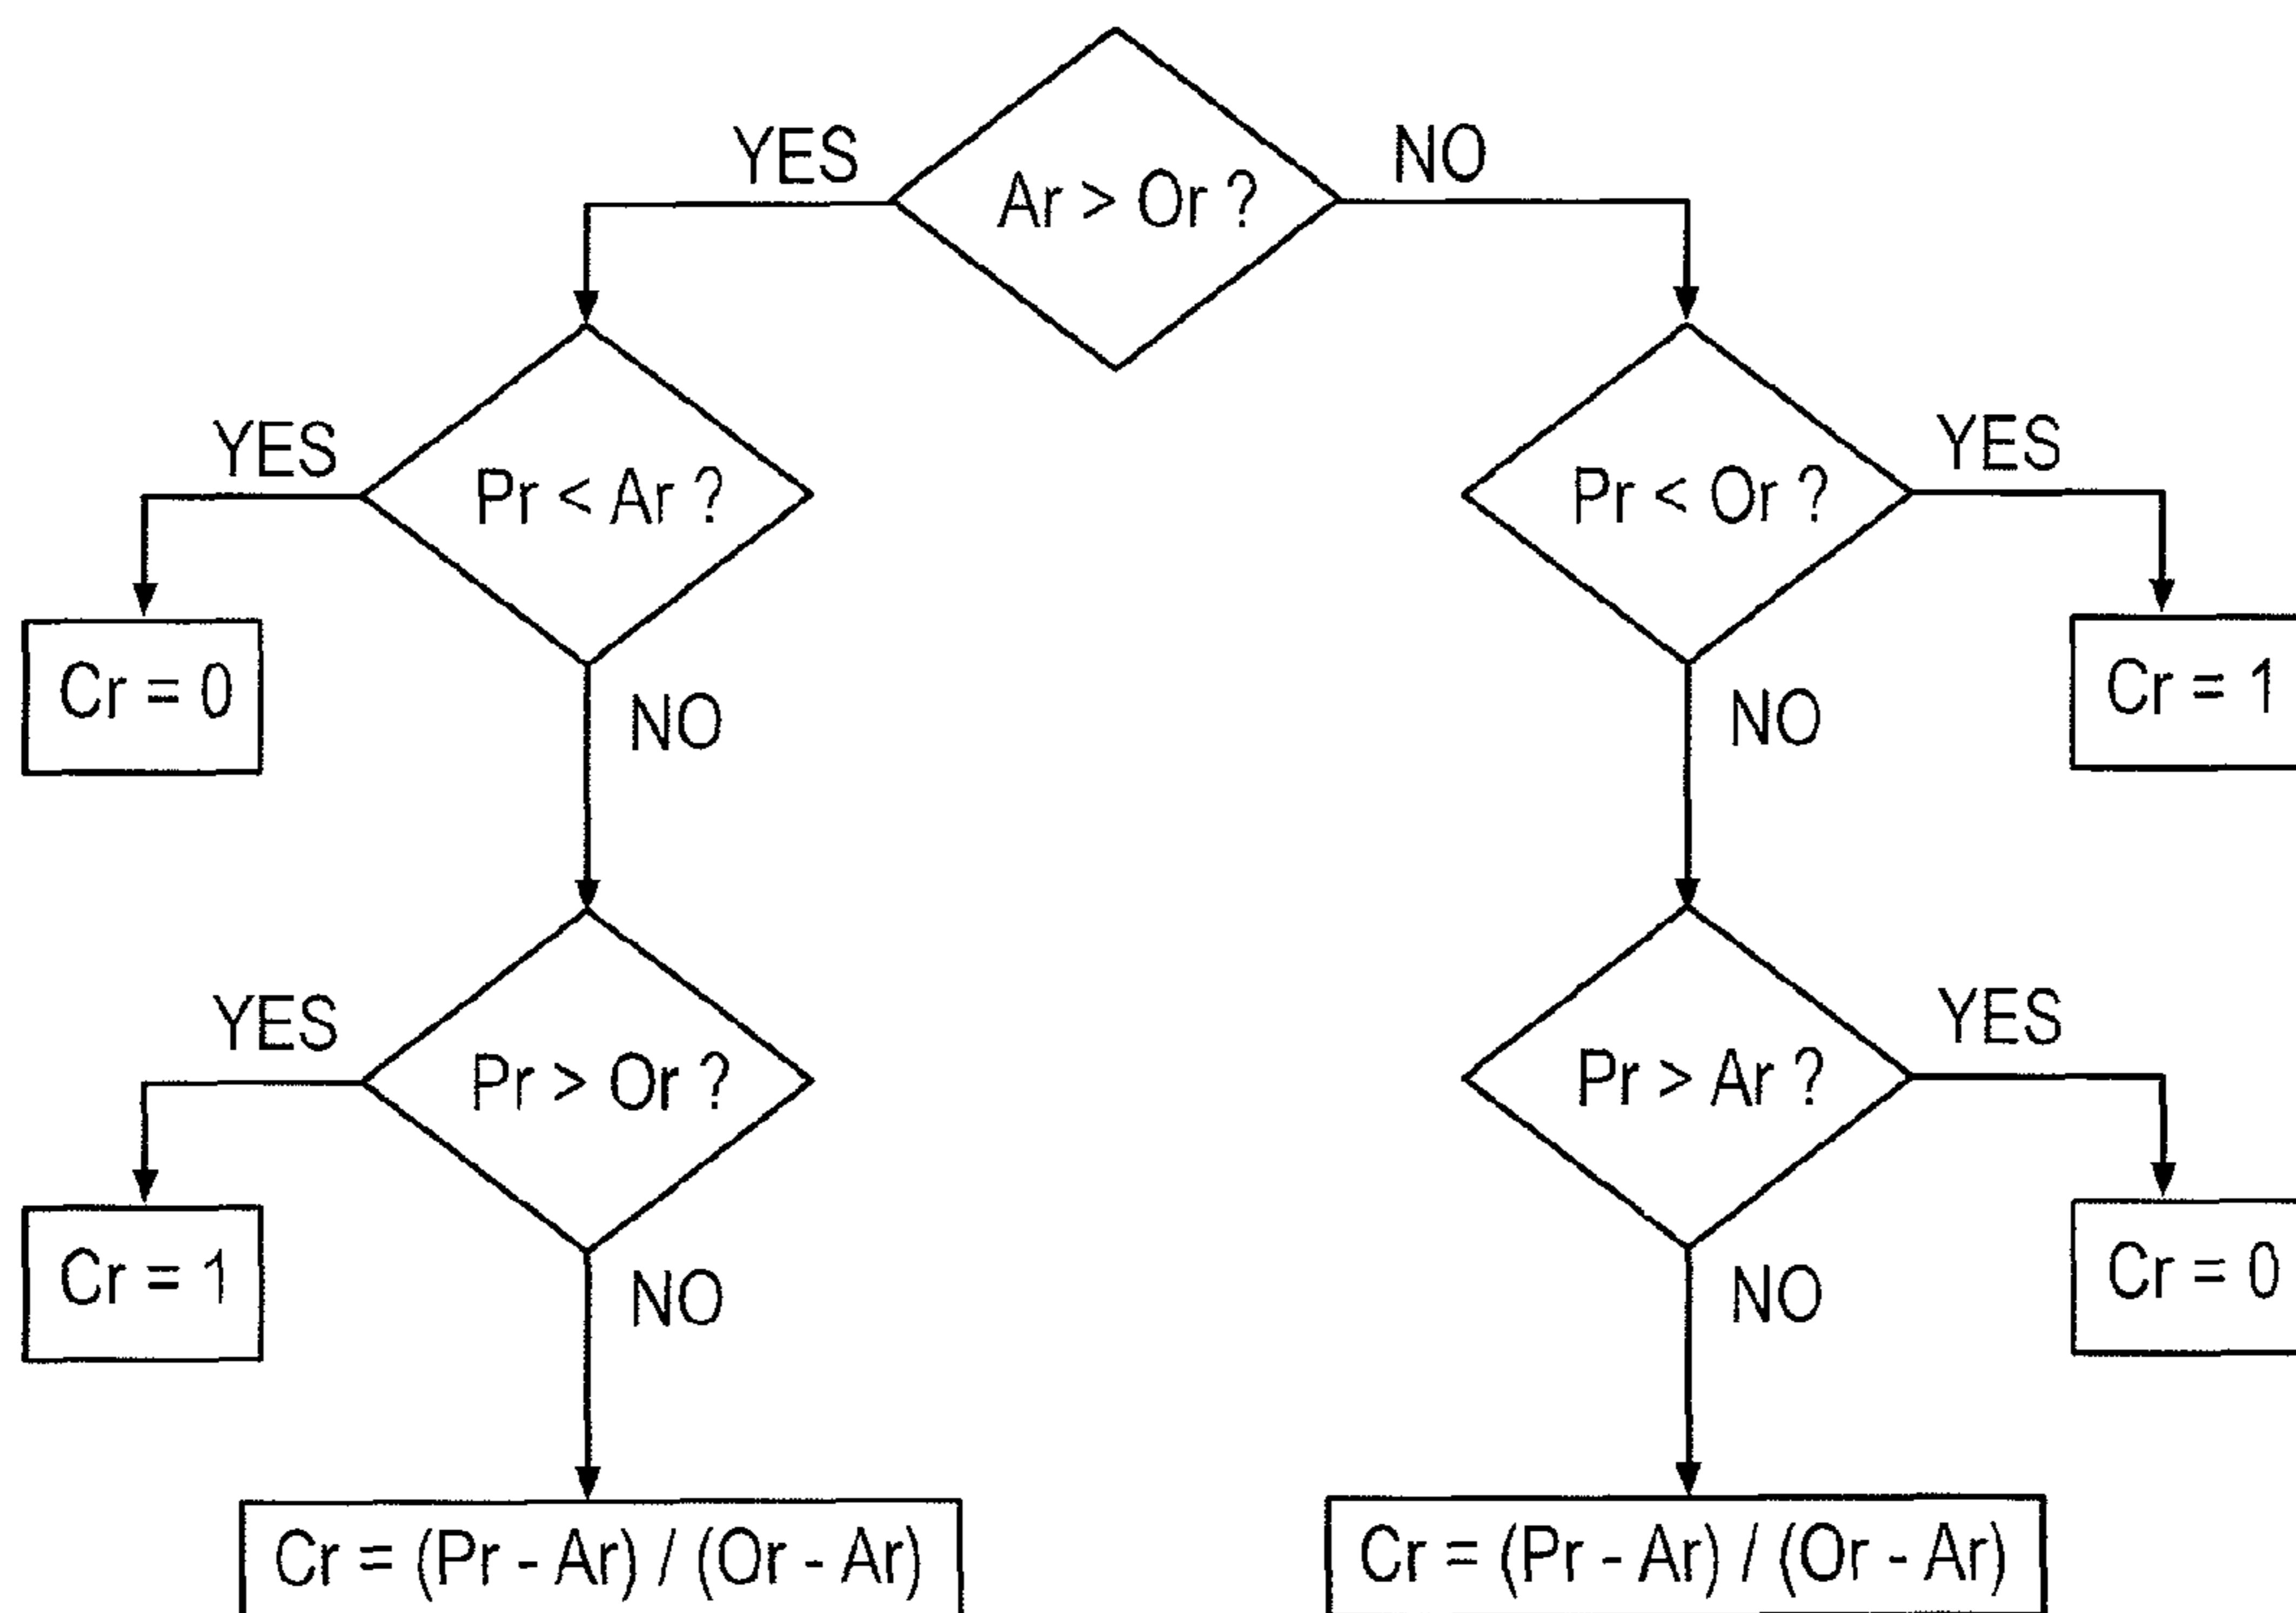 YES
NO
Ar > Or ?
YES
Pr < Ar ?
Pr < Or ?
YES
Cr = 0
NO
NO
Cr = 1
YES
Pr > Or ?
Pr > Ar ?
YES
Cr = 1
NO
NO
Cr = 0
Cr = (Pr - Ar) / (Or - Ar)
Cr = (Pr - Ar) / (Or - Ar)